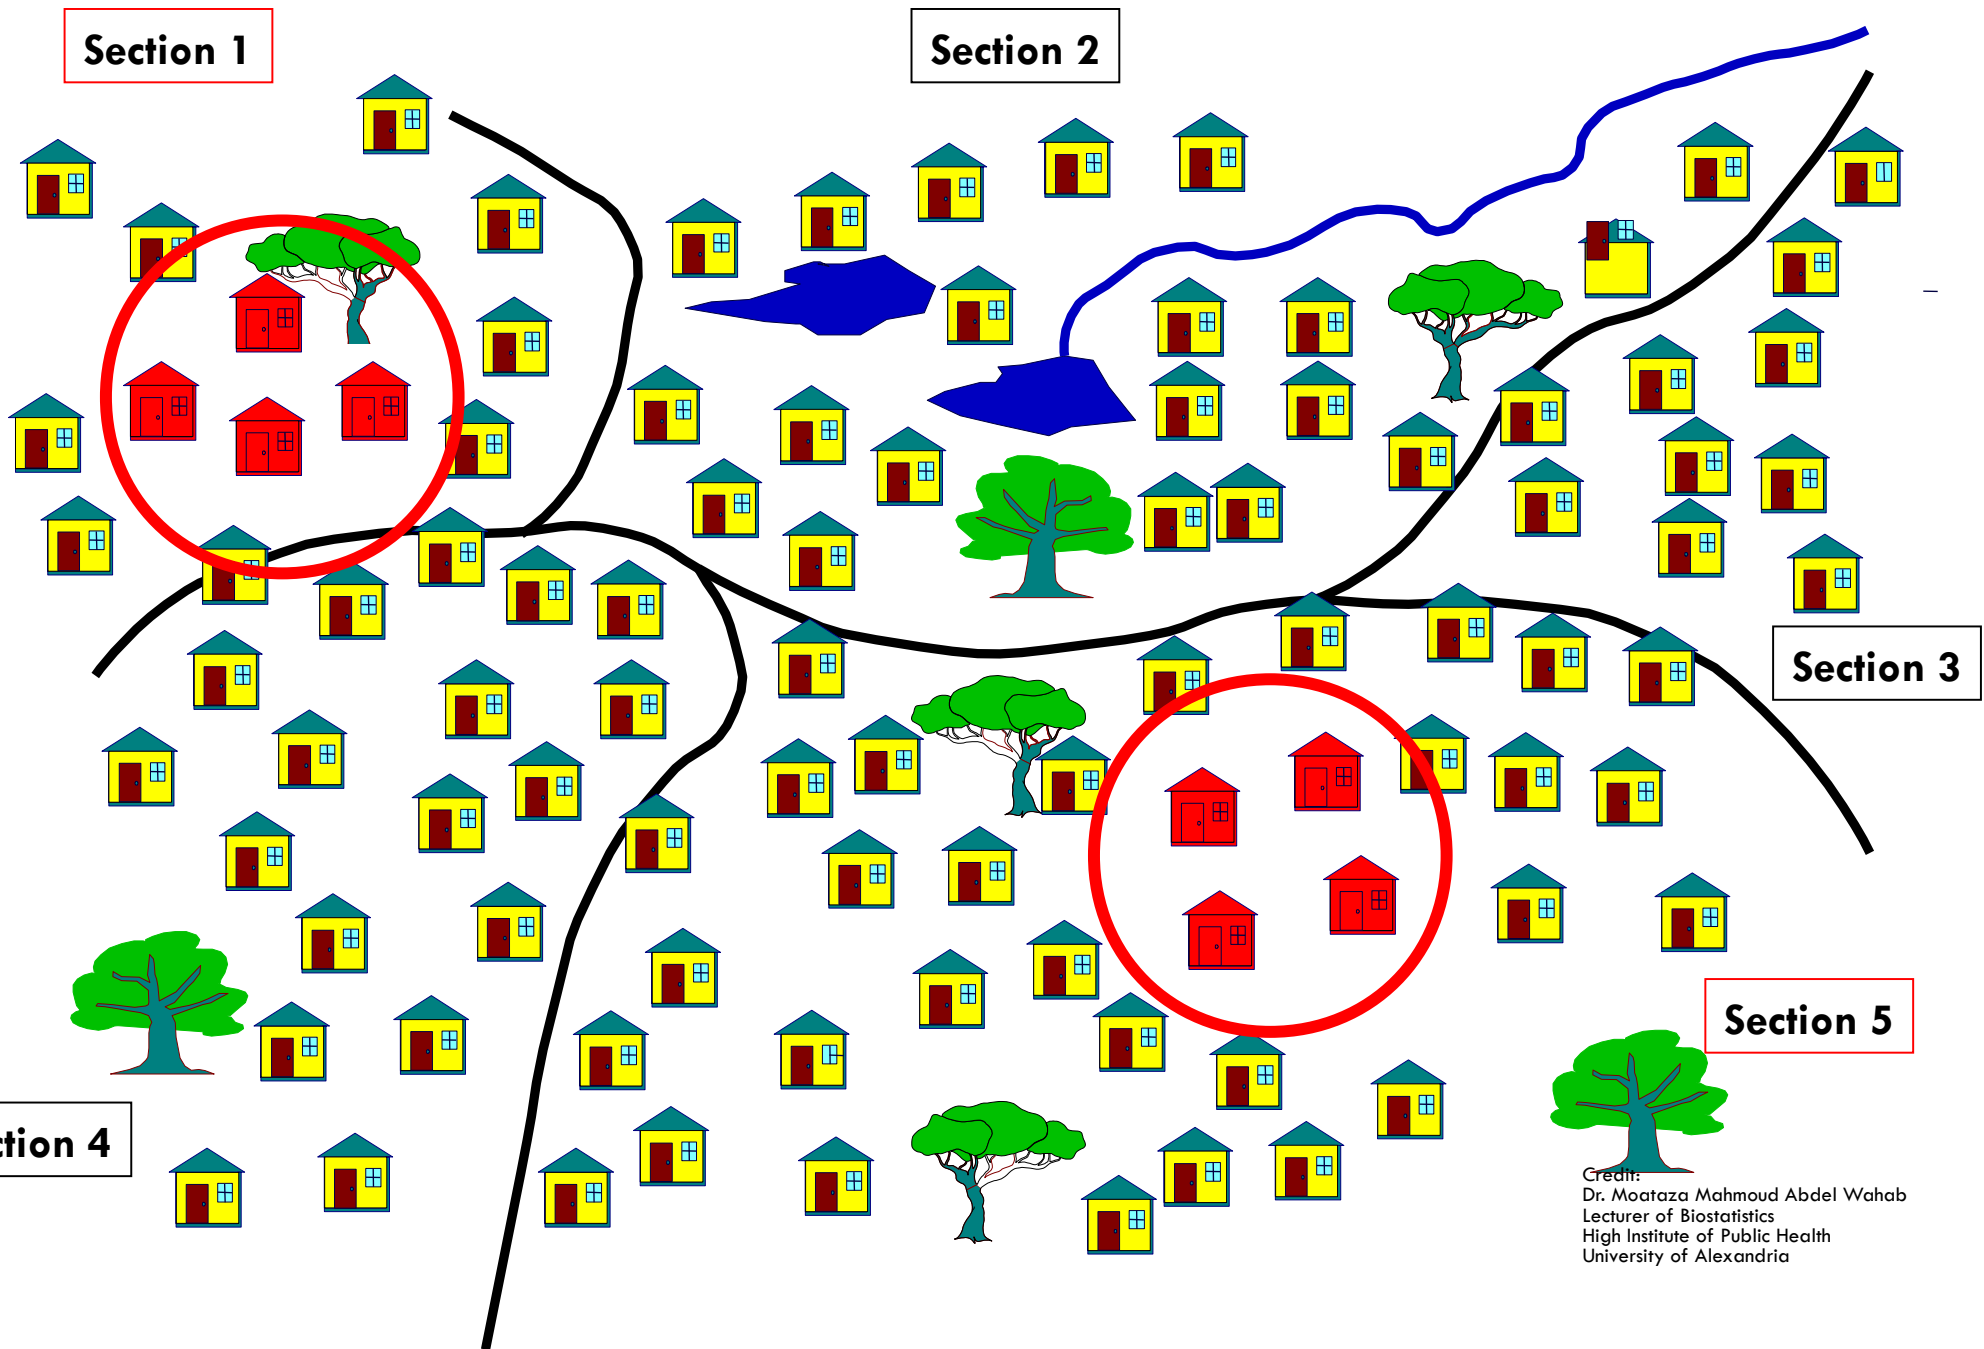 Section 1
Section 2
Section 3
Section 5
ction 4
Credit:
Dr. Moataza Mahmoud Abdel Wahab
Lecturer of Biostatistics
High Institute of Public Health
University of Alexandria